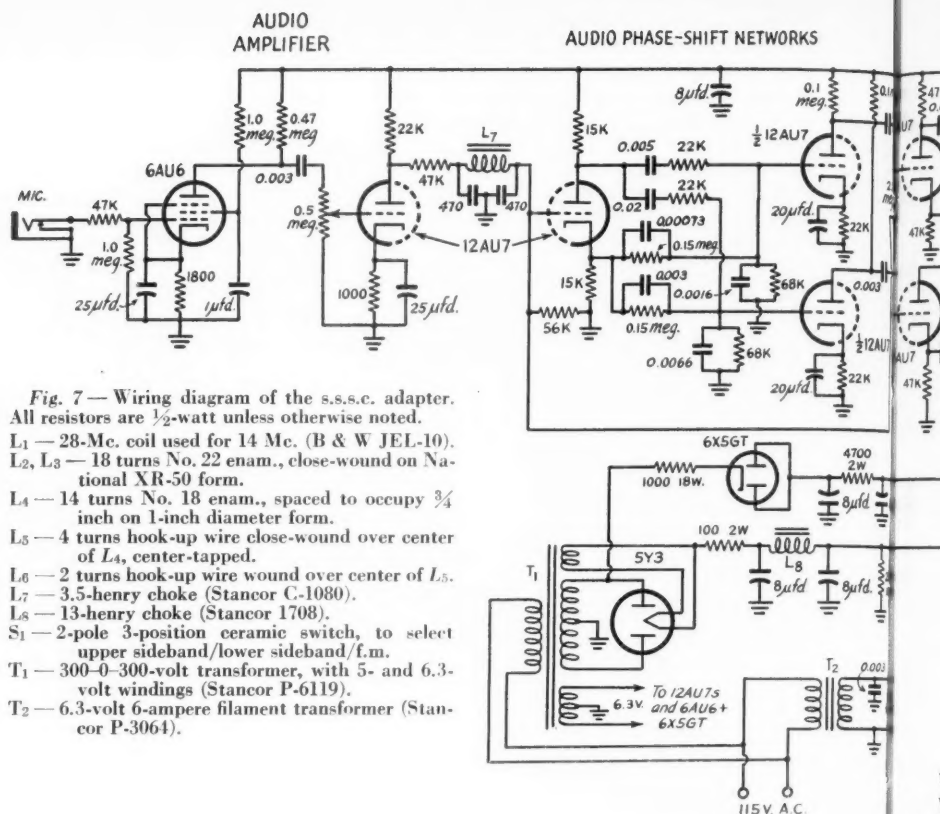 AUDIO
AMPLIFIER
AUDIO PHASE-SHIFT NETWORKS
1.0
meg.
0.47
meg.
22K
L7
15K
8µfd.
0.1
meg.
½12AU7
6AU6
0.003
47K
470
470
0.005
22K
0.02
22K
MIC.
47K
0.5
meg.
12AU7
0.00073
0.15 meg.
20µfd.
22K
47K
1.0
meg.
1800
25µfd.
1µfd.
1000
25µfd.
15K
0.003
0.0016
68K
0.003
56K
0.15 meg.
0.0066
68K
½12AU7
20µfd.
22K
47K
Fig. 7 — Wiring diagram of the s.s.s.c. adapter.
All resistors are ½-watt unless otherwise noted.
L1 — 28-Mc. coil used for 14 Mc. (B & W JEL-10).
L2, L3 — 18 turns No. 22 enam., close-wound on Na-
tional XR-50 form.
L4 — 14 turns No. 18 enam., spaced to occupy ¾
inch on 1-inch diameter form.
L5 — 4 turns hook-up wire close-wound over center
of L4, center-tapped.
L6 — 2 turns hook-up wire wound over center of L5.
L7 — 3.5-henry choke (Stancor C-1080).
L8 — 13-henry choke (Stancor 1708).
S1 — 2-pole 3-position ceramic switch, to select
upper sideband/lower sideband/f.m.
T1 — 300–0–300-volt transformer, with 5- and 6.3-
volt windings (Stancor P-6119).
T2 — 6.3-volt 6-ampere filament transformer (Stan-
cor P-3064).
6X5GT
1000 18W.
4700
2W
8µfd
100 2W
T1
5Y3
L8
8µfd
8µfd.
T2
0.003
6.3V.
To 12AU7s
and 6AU6+
6X5GT
115V. A.C.